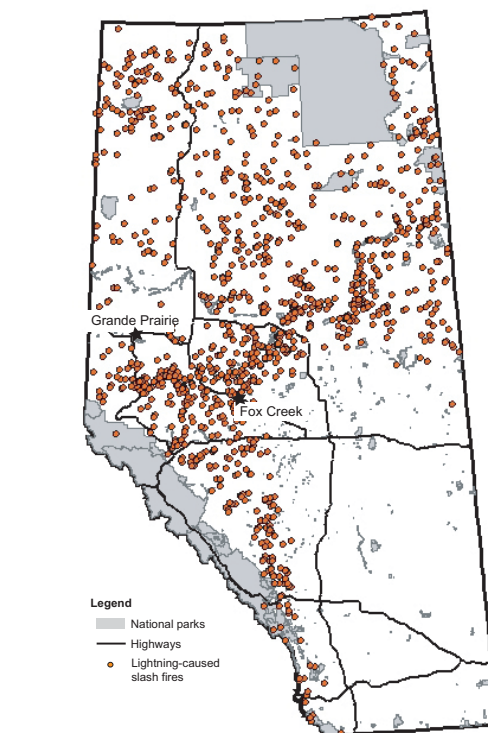 Grande Prairie
Fox Creek
Legend
National parks
Highways
Lightning-caused
slash fires